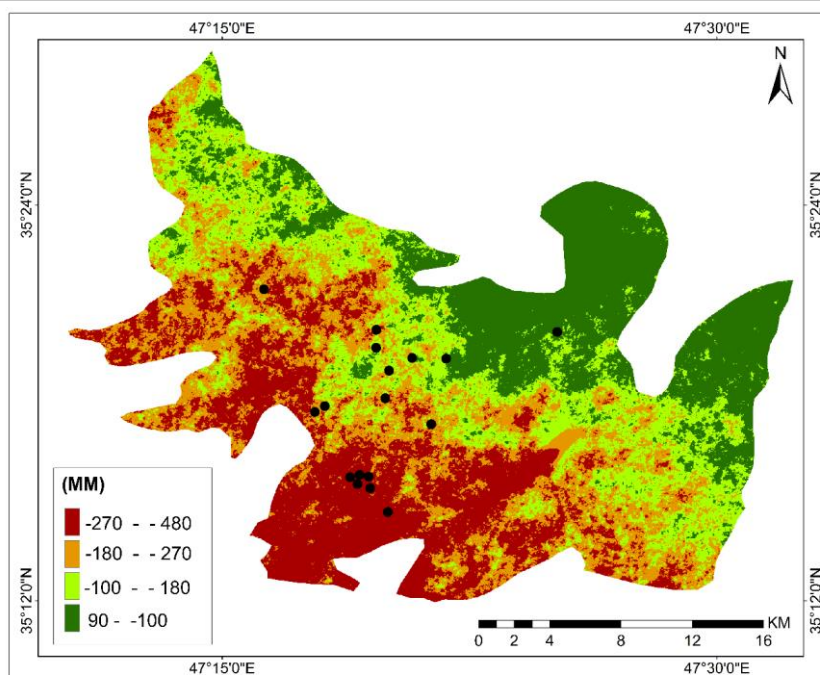 47°15'0"E 47°30'0"E
N
35°24'0"N 35°24'0"N
(MM)
-270 - - 480
-180 - - 270
-100 - - 180
90 - -100
35°12'0"N 35°12'0"N
KM
0 2 4 8 12 16
47°15'0"E 47°30'0"E